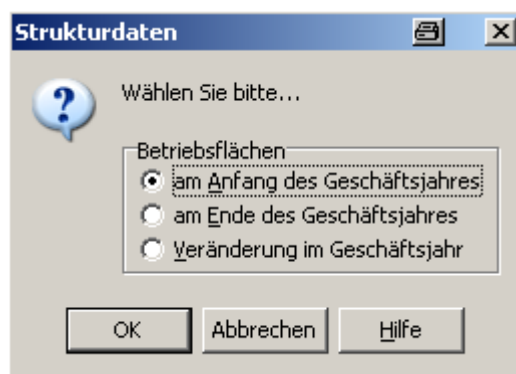 Strukturdaten
Wählen Sie bitte...
Betriebsflächen
am Anfang des Geschäftsjahres
am Ende des Geschäftsjahres
Veränderung im Geschäftsjahr
OK Abbrechen Hilfe